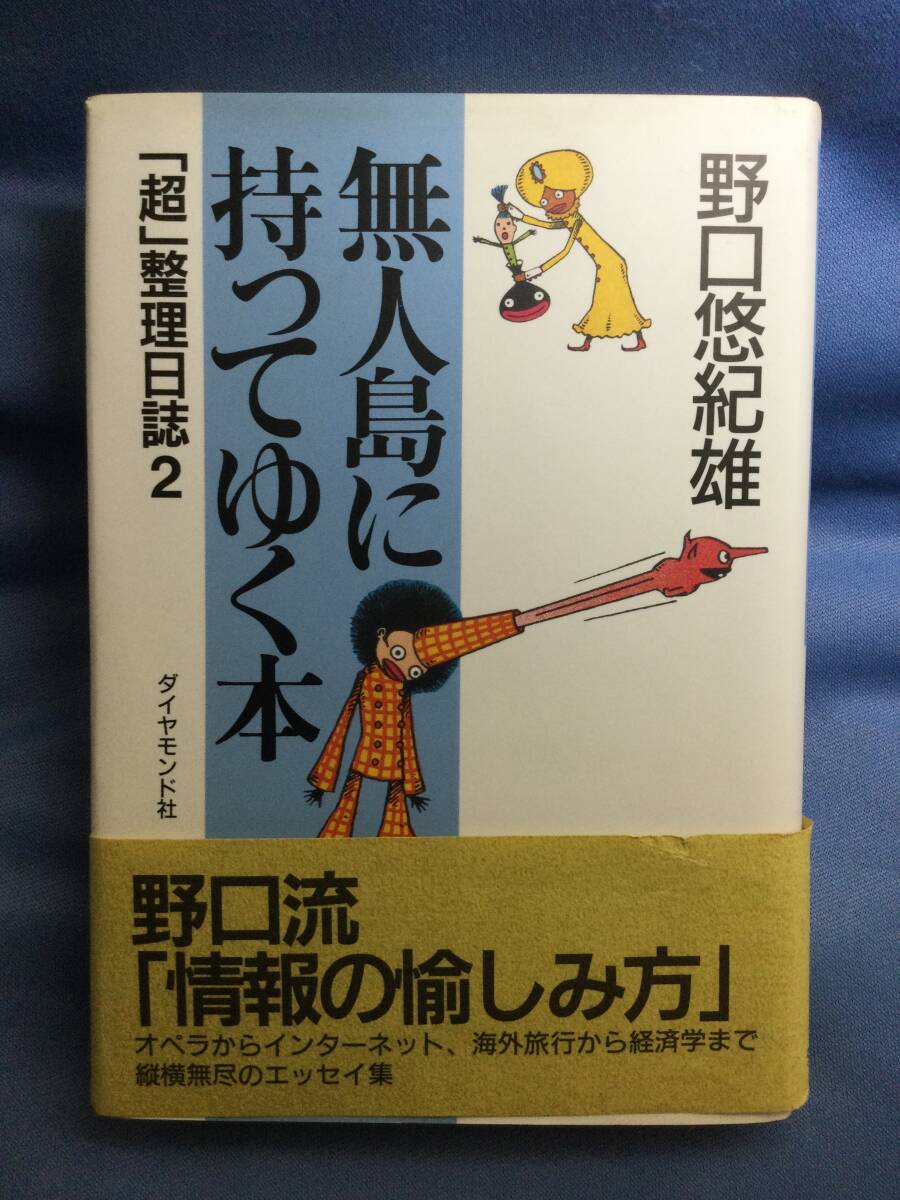 野口悠紀雄
無人島に
持ってゆく本
「超」整理日誌2
ダイヤモンド社
野口流
「情報の愉しみ方」
オペラからインターネット、海外旅行から経済学まで
縦横無尽のエッセイ集